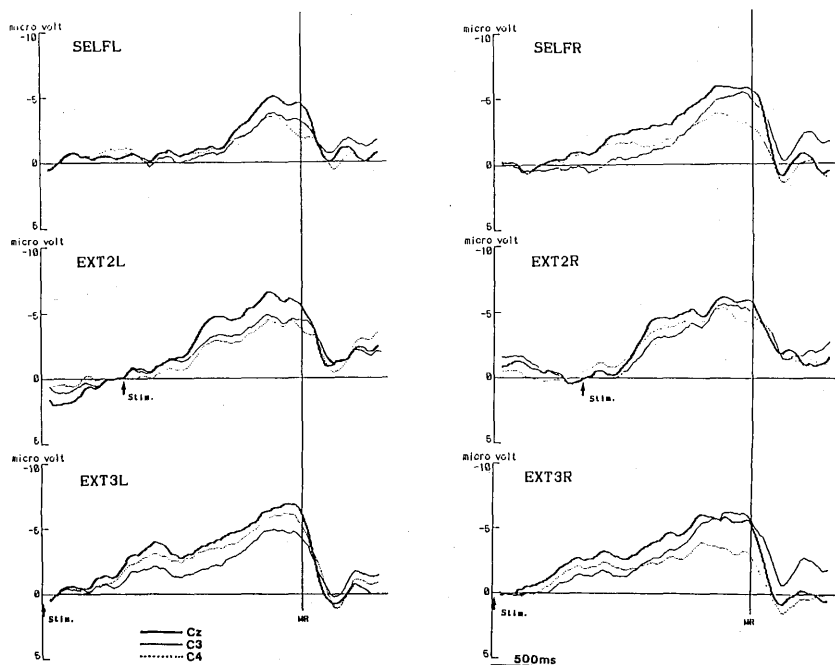 micro volt
-10
SELFL
-5
0
5
micro volt
-10
SELFR
-5
0
5
micro volt
-10
EXT2L
-5
0
Stim.
5
micro volt
-10
EXT2R
-5
0
Stim.
5
micro volt
-10
EXT3L
-5
0
Stim.
MR
5
Cz
C3
C4
micro volt
-10
EXT3R
-5
0
Stim.
MR
5
500ms